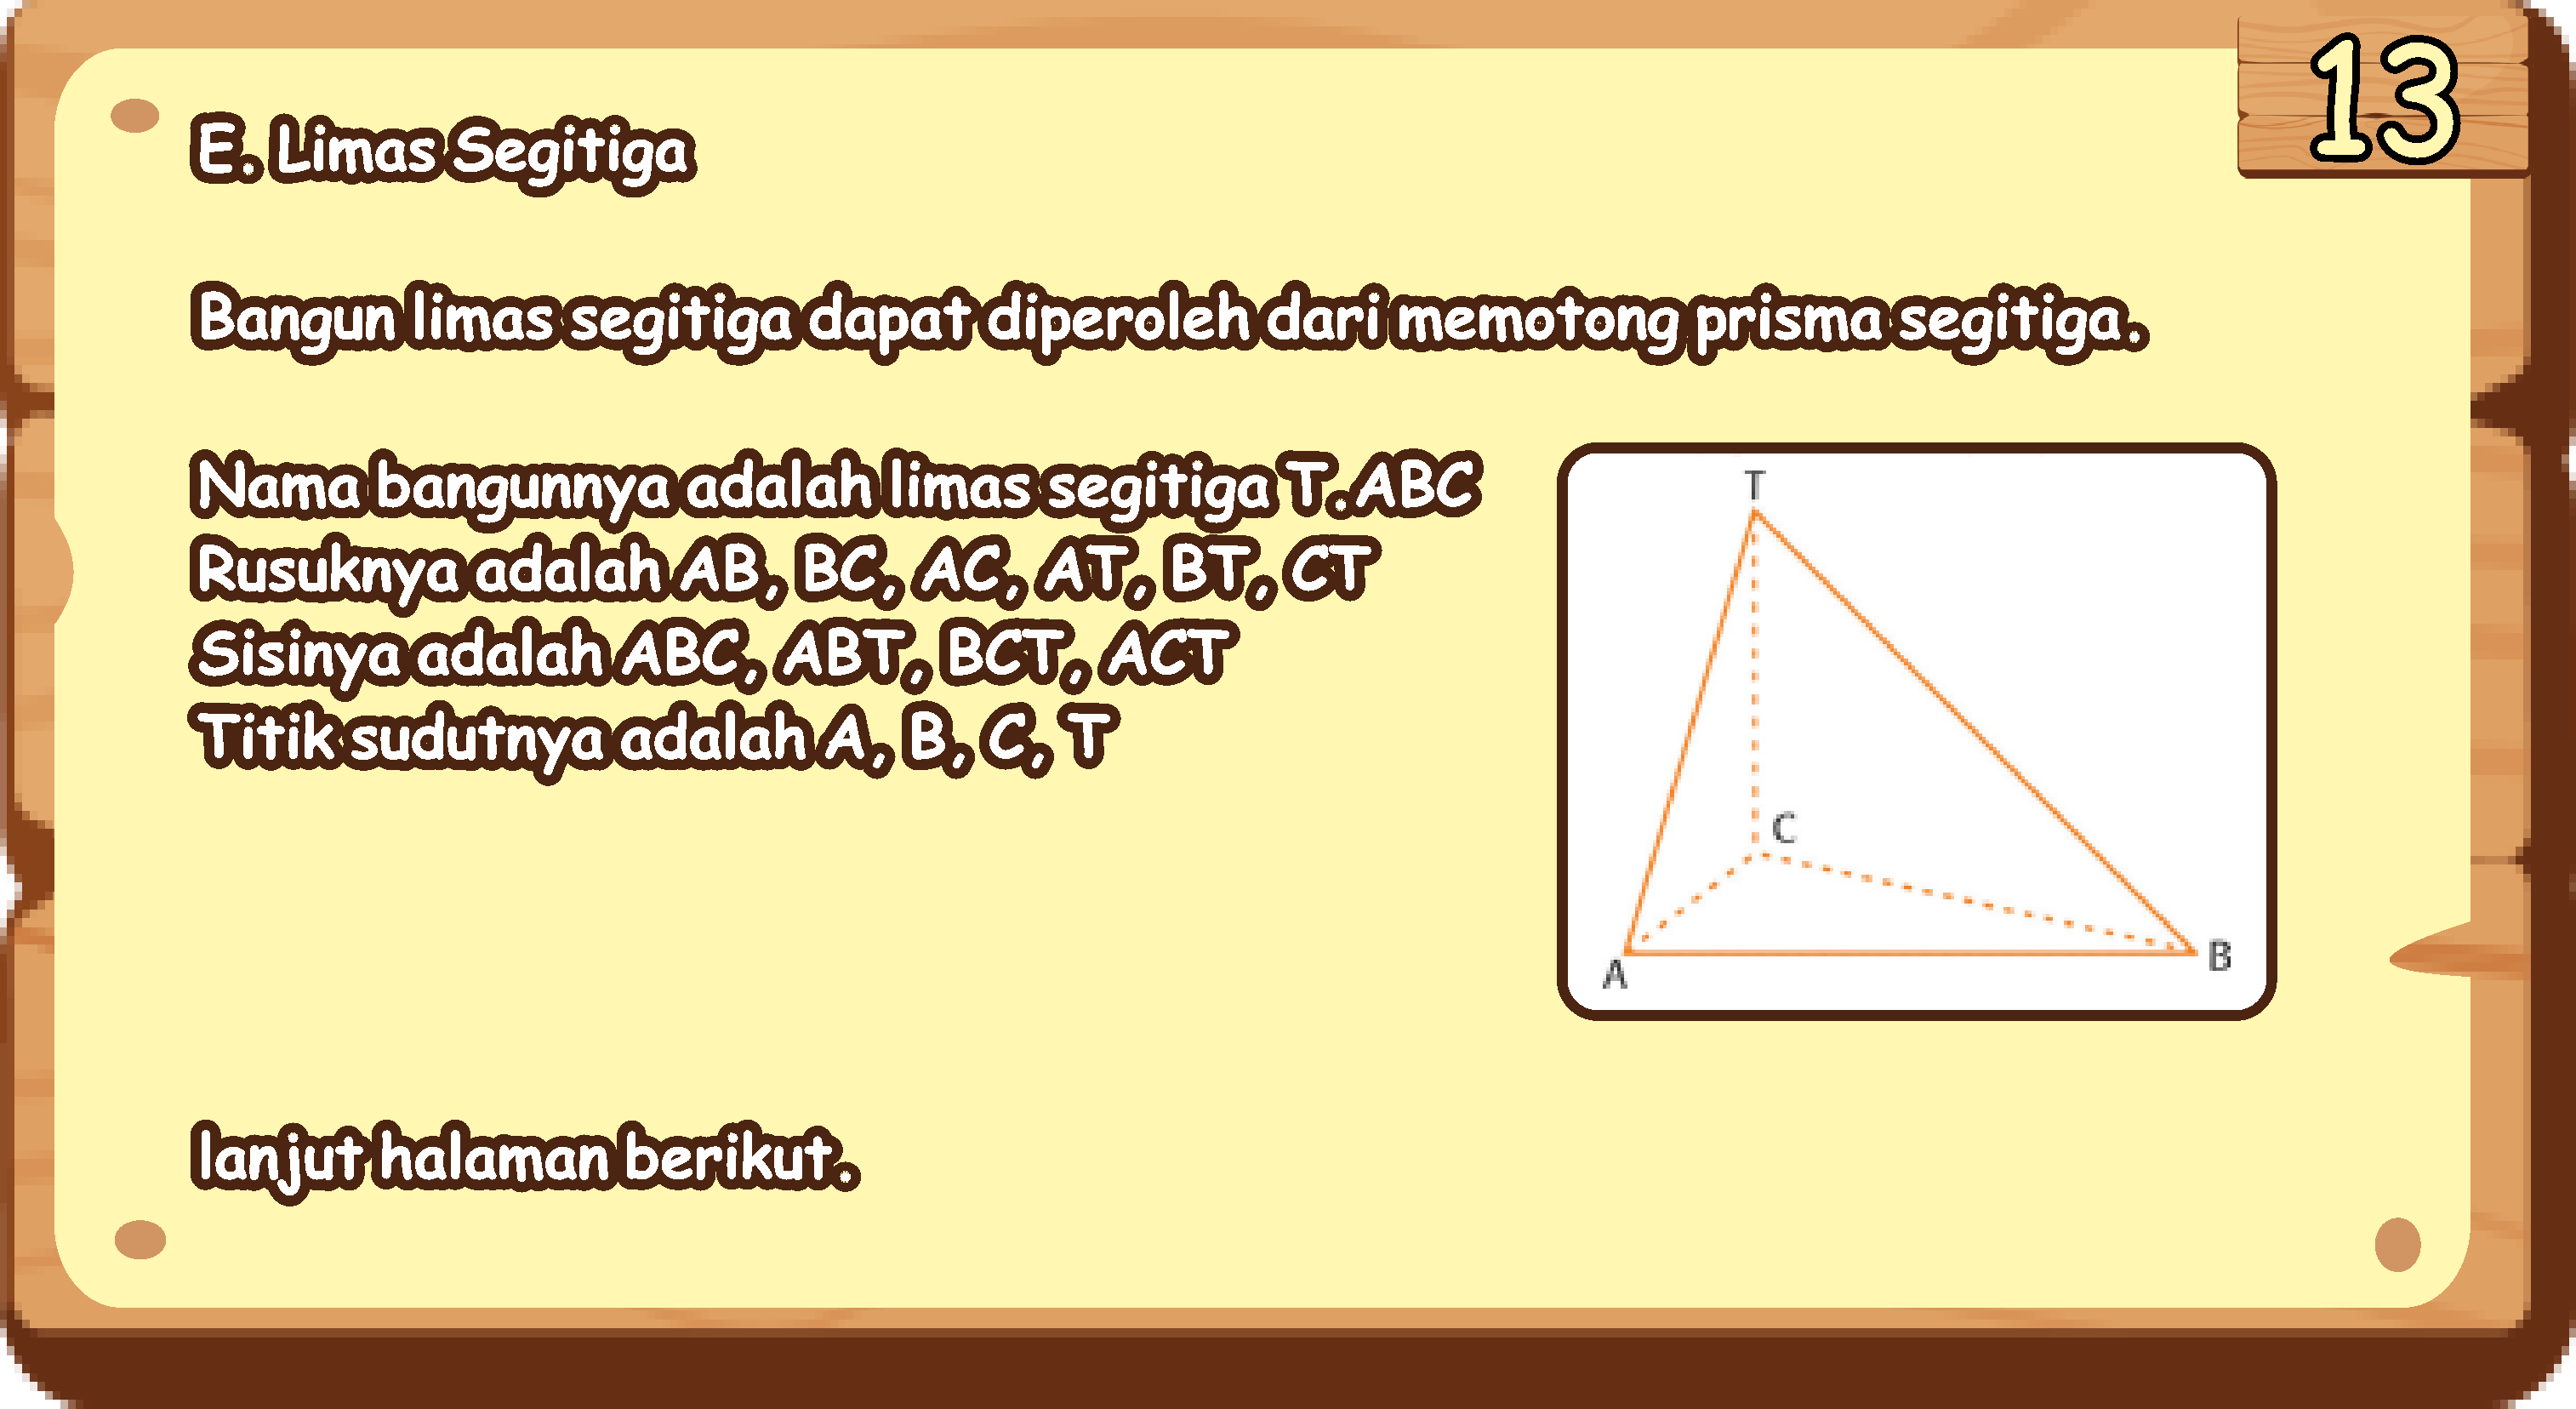 13
E. Limas Segitiga
Bangun limas segitiga dapat diperoleh dari memotong prisma segitiga.
Nama bangunnya adalah limas segitiga T.ABC
Rusuknya adalah AB, BC, AC, AT, BT, CT
Sisinya adalah ABC, ABT, BCT, ACT
Titik sudutnya adalah A, B, C, T
T
C
A
B
lanjut halaman berikut.